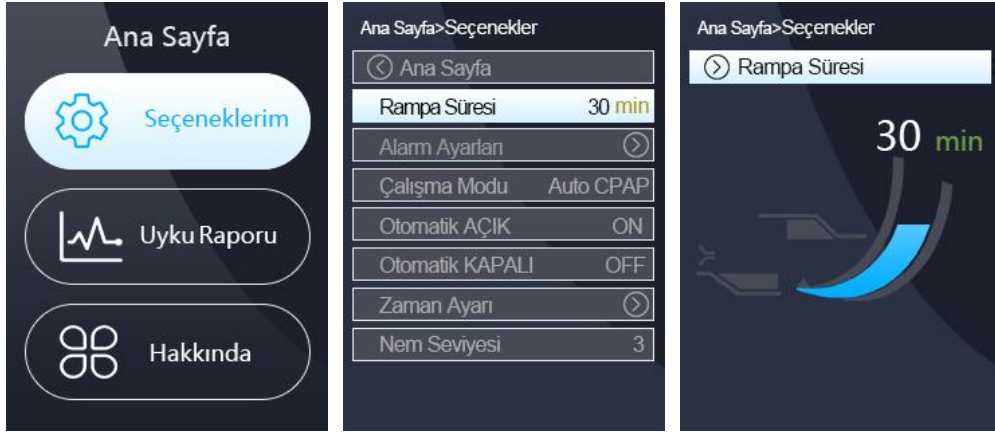 Ana Sayfa
Seçeneklerim
Uyku Raporu
Hakkında
Ana Sayfa>Seçenekler
Ana Sayfa
Rampa Süresi 30 min
Alarm Ayarları
Çalışma Modu Auto CPAP
Otomatik AÇIK ON
Otomatik KAPALI OFF
Zaman Ayarı
Nem Seviyesi 3
Ana Sayfa>Seçenekler
Rampa Süresi
30 min